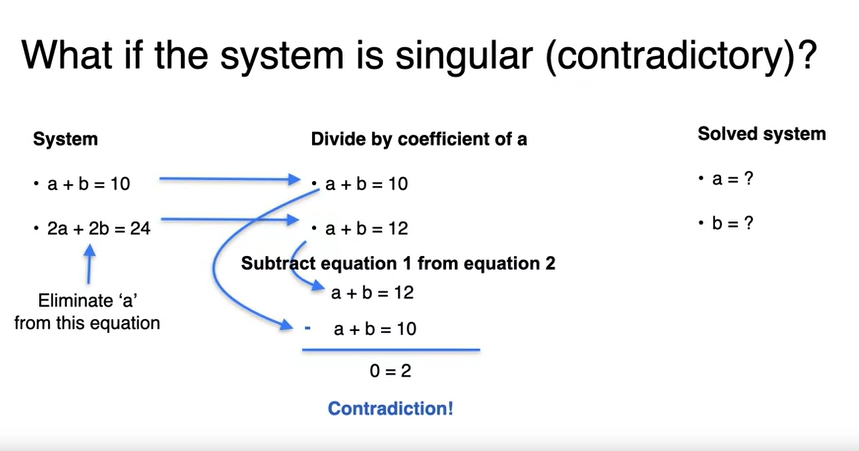 What if the system is singular (contradictory)?
System
• a + b = 10
• 2a + 2b = 24
Eliminate ‘a’
from this equation
Divide by coefficient of a
• a + b = 10
• a + b = 12
Subtract equation 1 from equation 2
a + b = 12
- a + b = 10
0 = 2
Contradiction!
Solved system
• a = ?
• b = ?